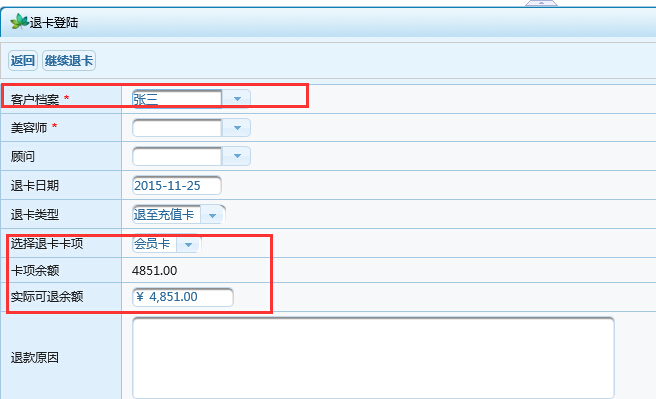 退卡登陆
返回 继续退卡
客户档案 * 张三
美容师 *
顾问
退卡日期 2015-11-25
退卡类型 退至充值卡
选择退卡卡项 会员卡
卡项余额 4851.00
实际可退余额 ¥ 4,851.00
退款原因